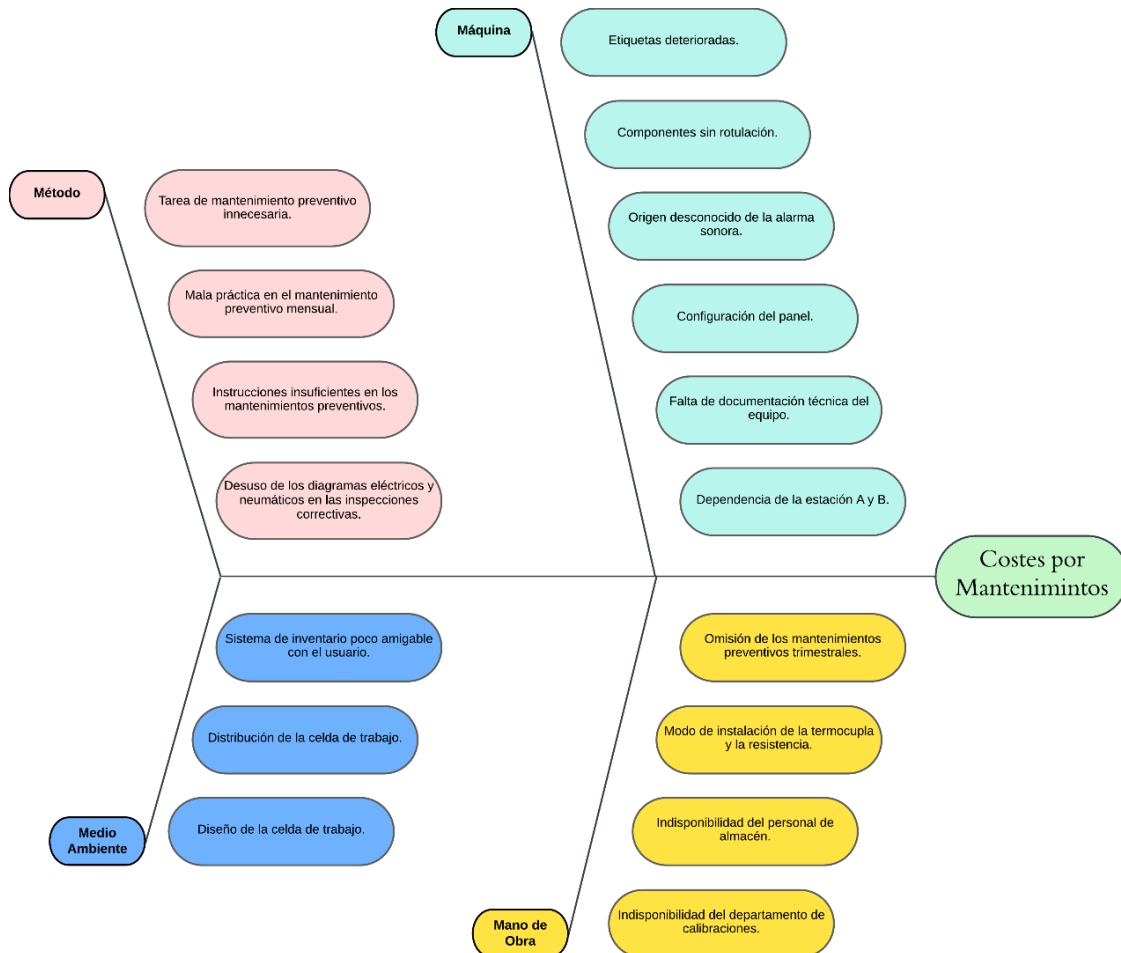 Máquina
Etiquetas deterioradas.
Componentes sin rotulación.
Origen desconocido de la alarma
sonora.
Configuración del panel.
Falta de documentación técnica del
equipo.
Dependencia de la estación A y B.
Método
Tarea de mantenimiento preventivo
innecesaria.
Mala práctica en el mantenimiento
preventivo mensual.
Instrucciones insuficientes en los
mantenimientos preventivos.
Desuso de los diagramas eléctricos y
neumáticos en las inspecciones
correctivas.
Costes por
Mantenimintos
Sistema de inventario poco amigable
con el usuario.
Distribución de la celda de trabajo.
Diseño de la celda de trabajo.
Medio
Ambiente
Omisión de los mantenimientos
preventivos trimestrales.
Modo de instalación de la termocupla
y la resistencia.
Indisponibilidad del personal de
almacén.
Indisponibilidad del departamento de
calibraciones.
Mano de
Obra